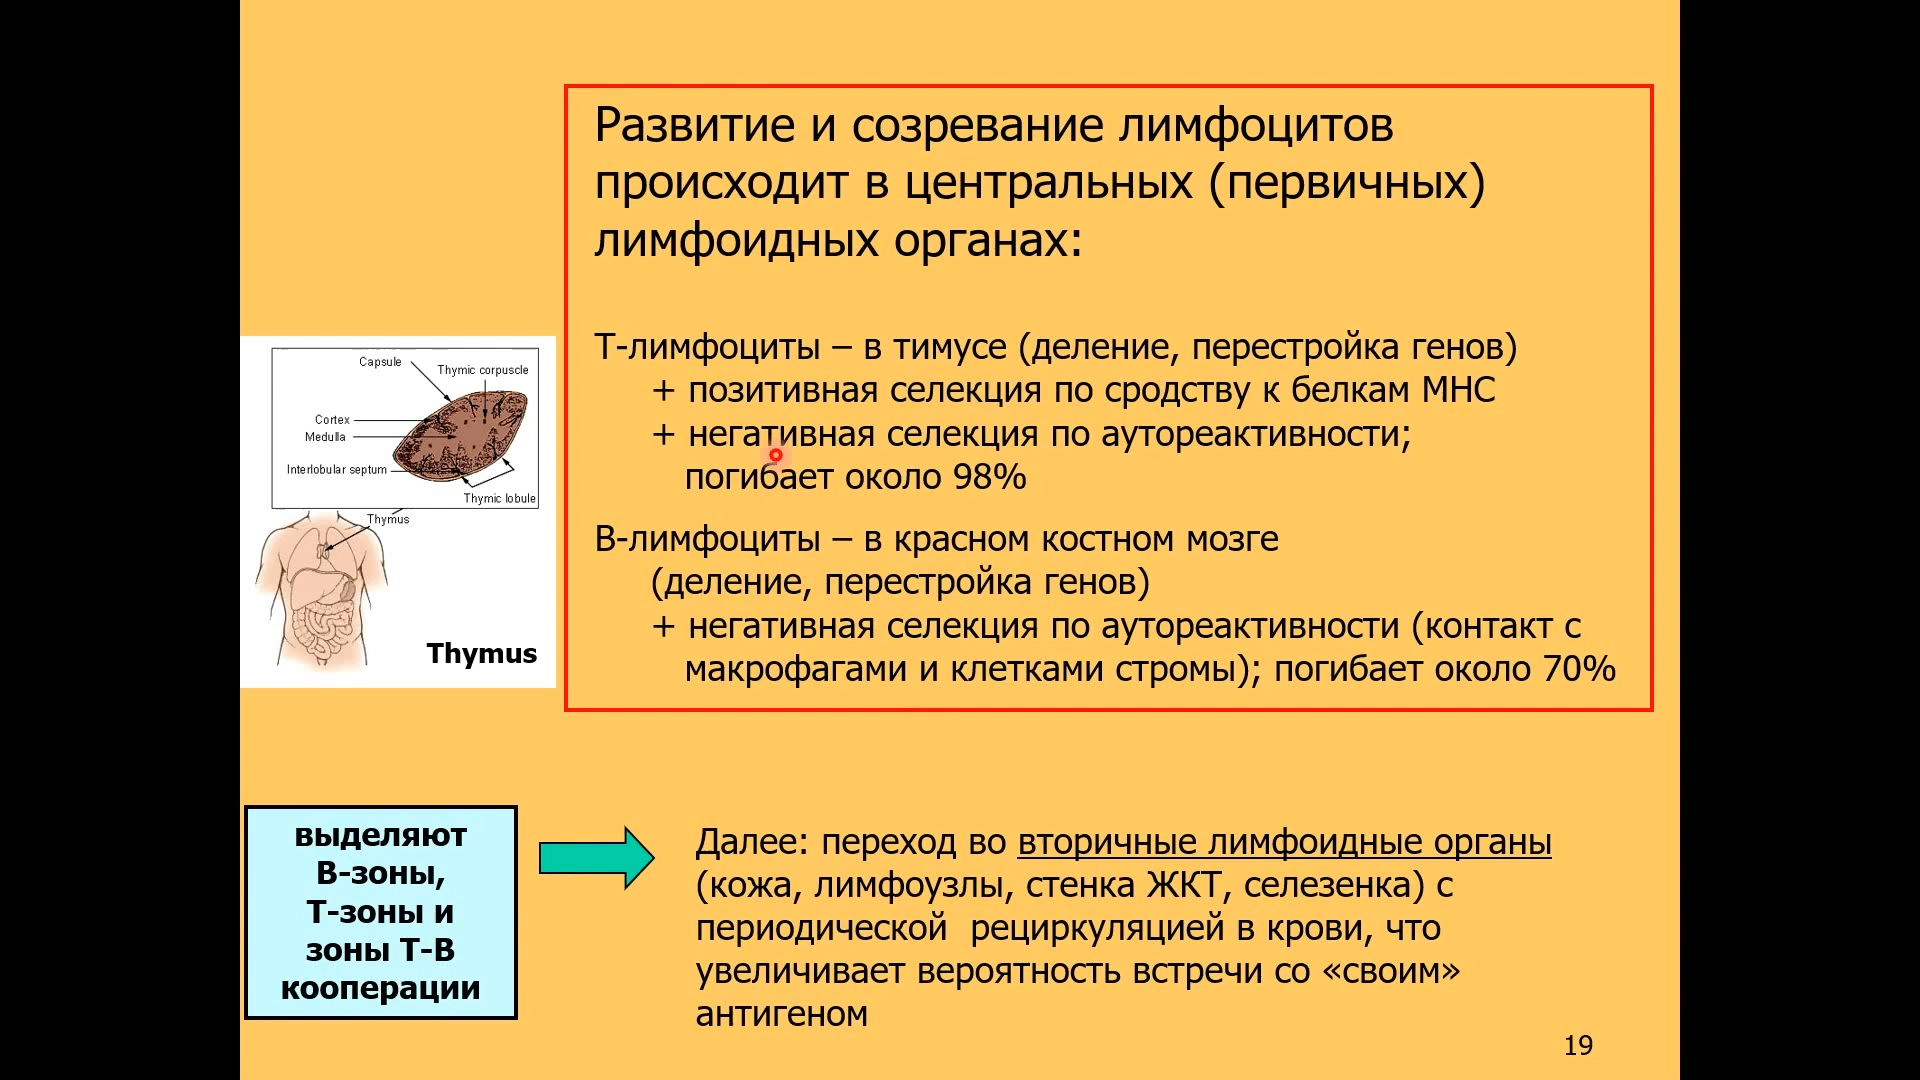 Развитие и созревание лимфоцитов
происходит в центральных (первичных)
лимфоидных органах:
Т-лимфоциты – в тимусе (деление, перестройка генов)
+ позитивная селекция по сродству к белкам МНС
+ негативная селекция по аутореактивности;
погибает около 98%
В-лимфоциты – в красном костном мозге
(деление, перестройка генов)
+ негативная селекция по аутореактивности (контакт с
макрофагами и клетками стромы); погибает около 70%
Capsule
Thymic corpuscle
Cortex
Medulla
Interlobular septum
Thymic lobule
Thymus
Thymus
выделяют
В-зоны,
Т-зоны и
зоны Т-В
кооперации
Далее: переход во вторичные лимфоидные органы
(кожа, лимфоузлы, стенка ЖКТ, селезенка) с
периодической рециркуляцией в крови, что
увеличивает вероятность встречи со «своим»
антигеном
19